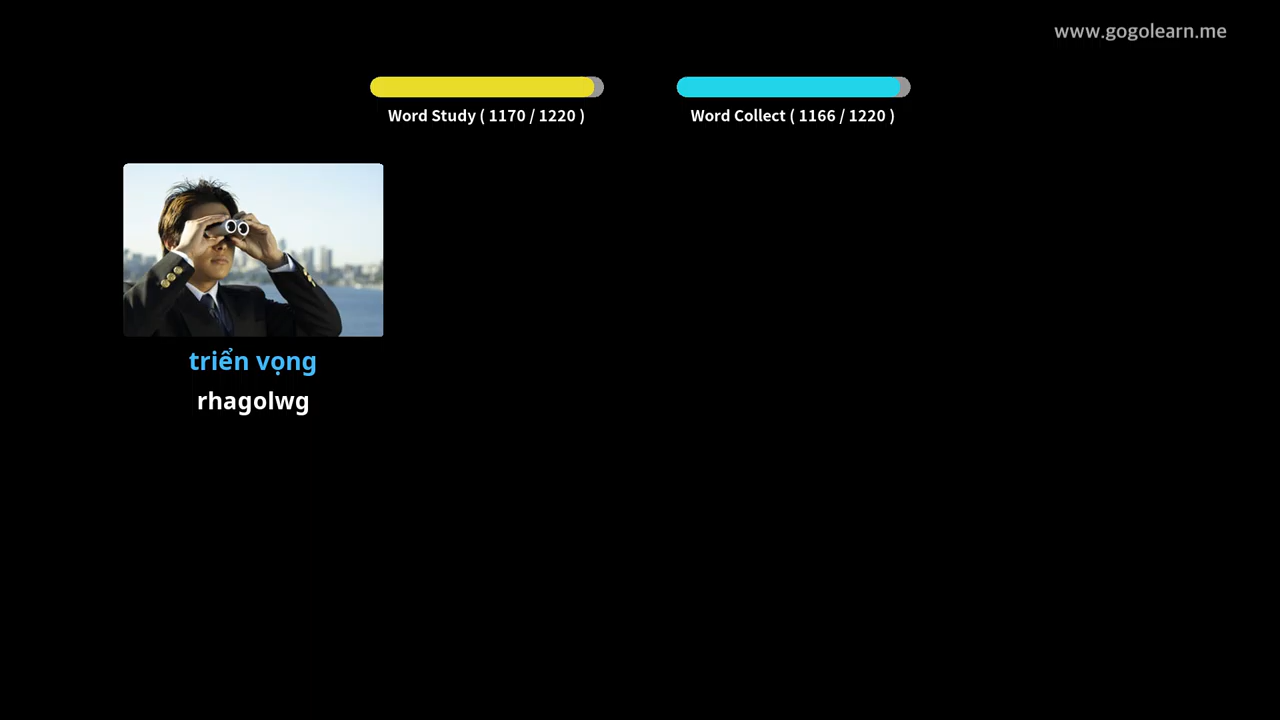 www.gogolearn.me
Word Study ( 1170 / 1220 )
Word Collect ( 1166 / 1220 )
triển vọng
rhagolwg